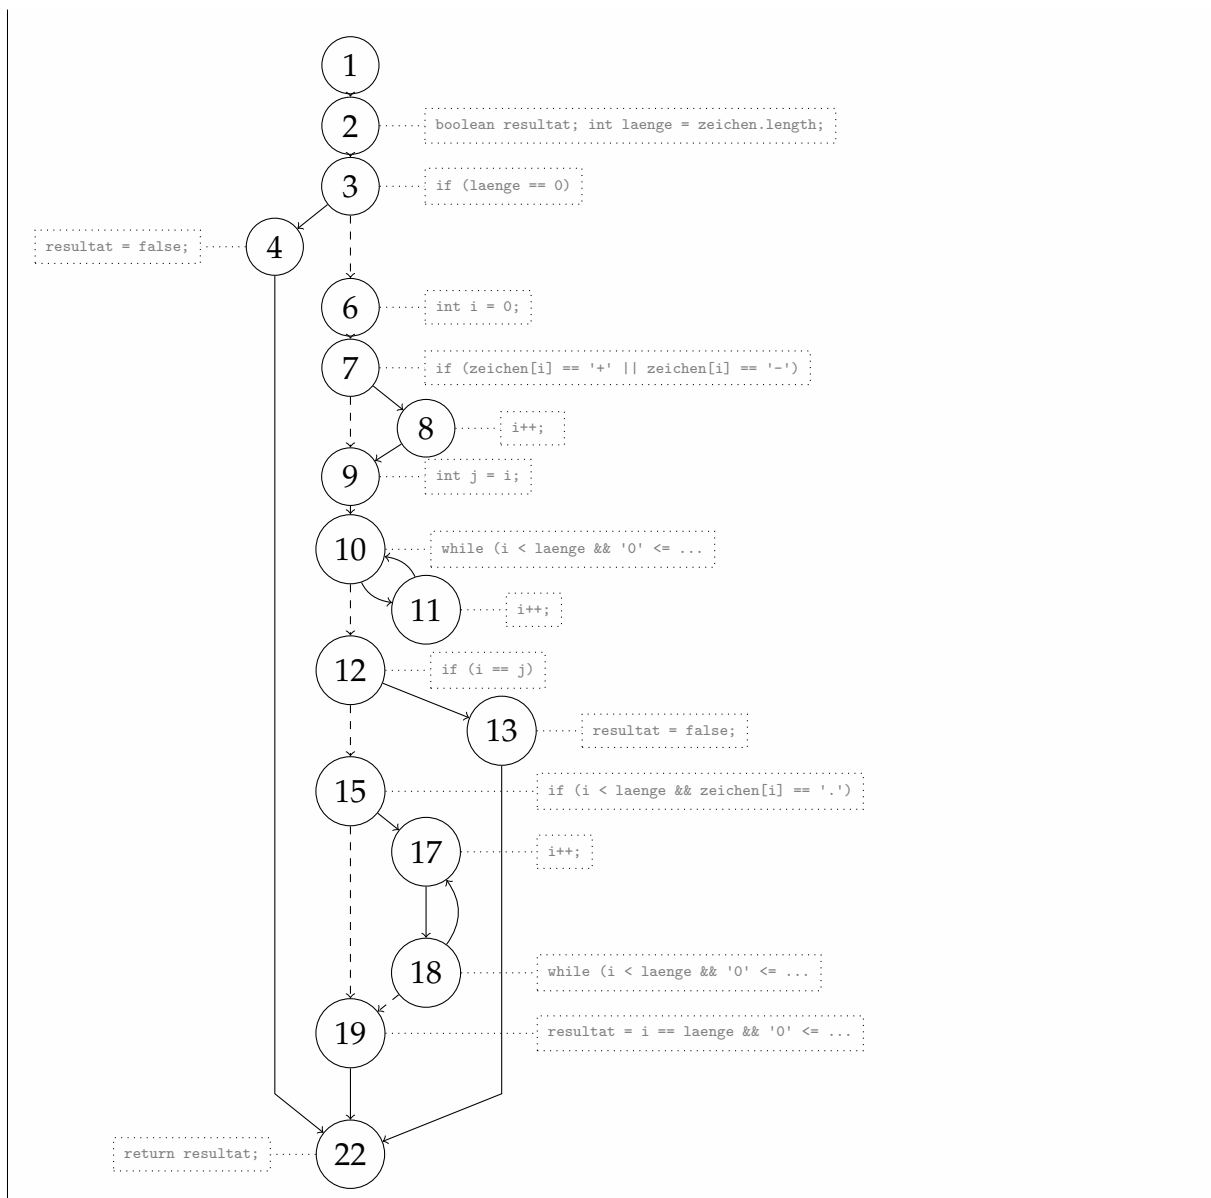 1
2
boolean resultat; int laenge = zeichen.length;
3
if (laenge == 0)
resultat = false;
4
6
int i = 0;
7
if (zeichen[i] == '+' || zeichen[i] == '-')
8
i++;
9
int j = i;
10
while (i < laenge && '0' <= ...
11
i++;
12
if (i == j)
13
resultat = false;
15
if (i < laenge && zeichen[i] == '.')
17
i++;
18
while (i < laenge && '0' <= ...
19
resultat = i == laenge && '0' <= ...
return resultat;
22